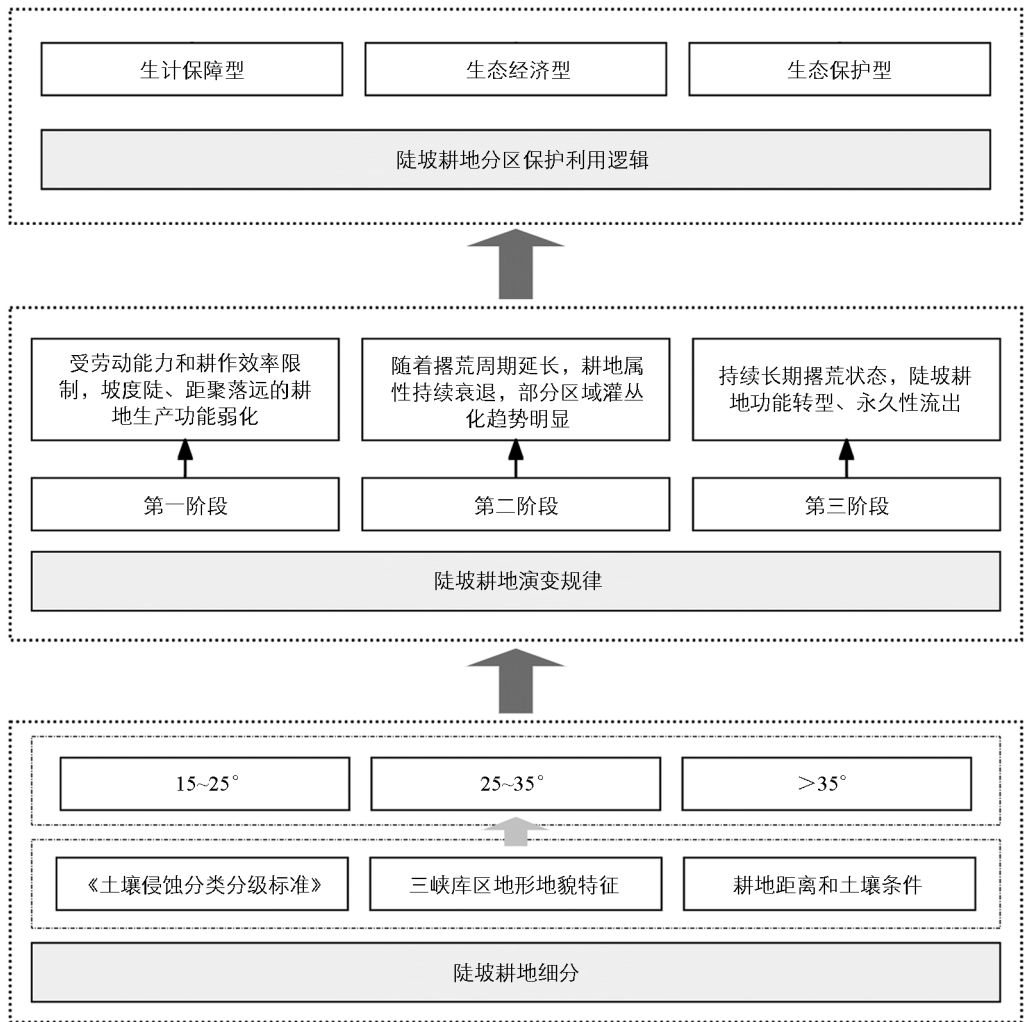 生计保障型
生态经济型
生态保护型
陡坡耕地分区保护利用逻辑
受劳动能力和耕作效率限
制，坡度陡、距聚落远的耕
地生产功能弱化
随着撂荒周期延长，耕地属
性持续衰退，部分区域灌丛
化趋势明显
持续长期撂荒状态，陡坡耕
地功能转型、永久性流出
第一阶段
第二阶段
第三阶段
陡坡耕地演变规律
15~25°
25~35°
＞35°
《土壤侵蚀分类分级标准》
三峡库区地形地貌特征
耕地距离和土壤条件
陡坡耕地细分